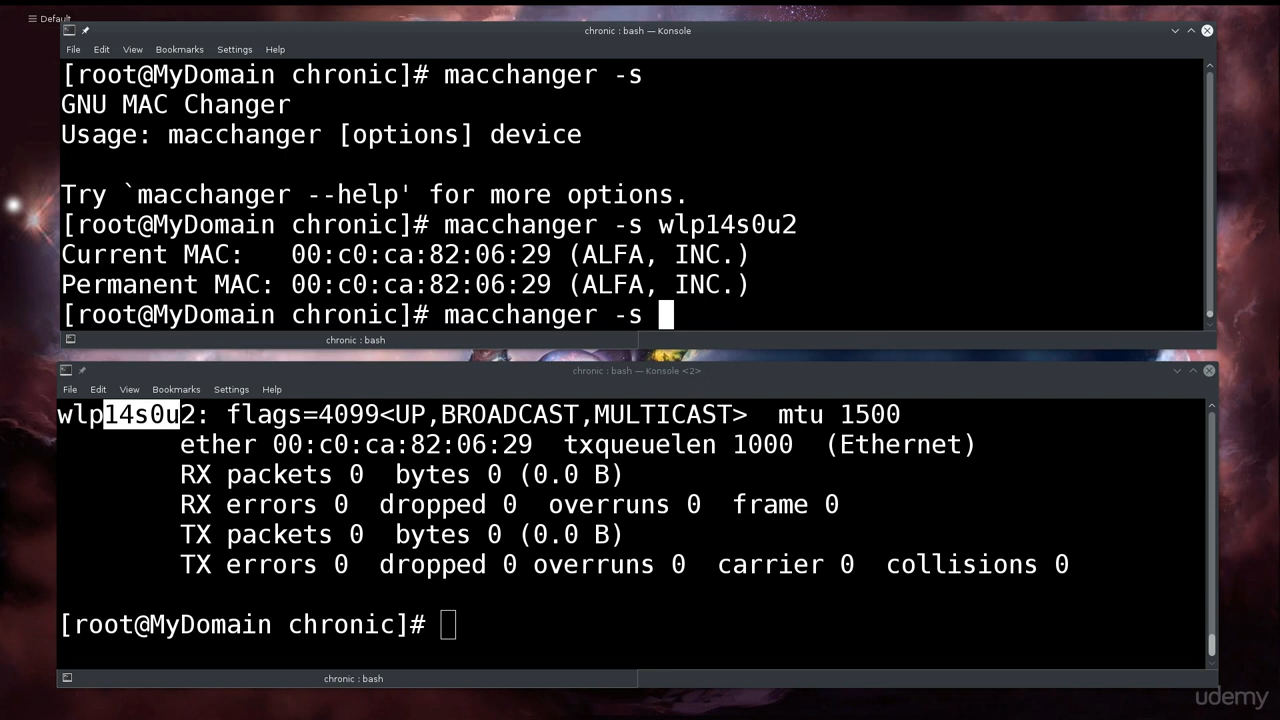 Default
chronic : bash — Konsole
File Edit View Bookmarks Settings Help
[root@MyDomain chronic]# macchanger -s
GNU MAC Changer
Usage: macchanger [options] device
Try `macchanger --help' for more options.
[root@MyDomain chronic]# macchanger -s wlp14s0u2
Current MAC:   00:c0:ca:82:06:29 (ALFA, INC.)
Permanent MAC: 00:c0:ca:82:06:29 (ALFA, INC.)
[root@MyDomain chronic]# macchanger -s
chronic : bash
chronic : bash — Konsole <2>
File Edit View Bookmarks Settings Help
wlp14s0u2: flags=4099<UP,BROADCAST,MULTICAST>  mtu 1500
ether 00:c0:ca:82:06:29  txqueuelen 1000  (Ethernet)
RX packets 0  bytes 0 (0.0 B)
RX errors 0  dropped 0  overruns 0  frame 0
TX packets 0  bytes 0 (0.0 B)
TX errors 0  dropped 0 overruns 0  carrier 0  collisions 0
[root@MyDomain chronic]#
chronic : bash
udemy